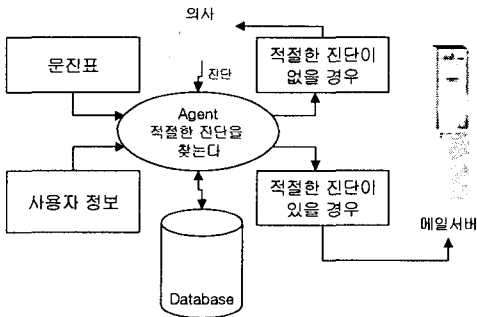 의사
문진표
진단
적절한 진단이
없을 경우
Agent
적절한 진단을
찾는다
사용자 정보
적절한 진단이
있을 경우
메일서버
Database